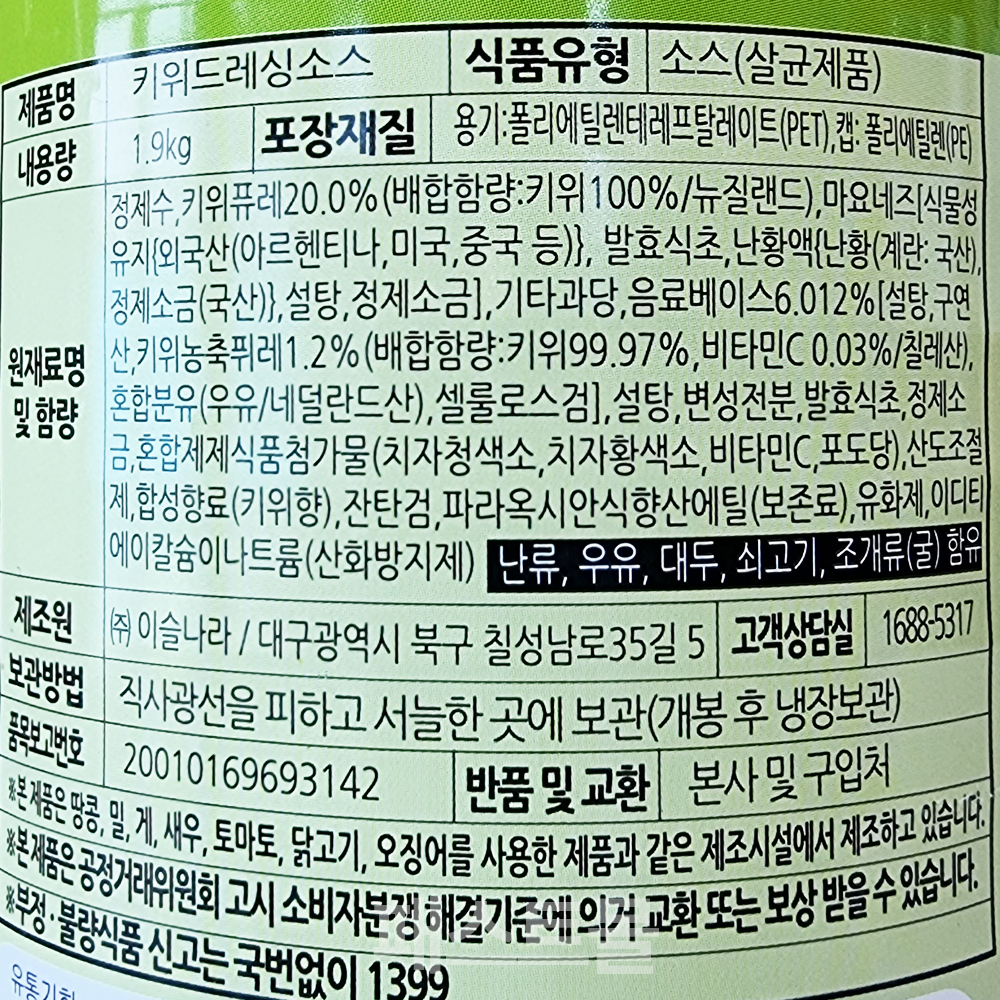 제품명 키위드레싱소스 식품유형 소스(살균제품)
내용량 1.9kg 포장재질 용기:폴리에틸렌테레프탈레이트(PET),캡: 폴리에틸렌(PE)
원재료명 및 함량
정제수,키위퓨레20.0%(배합함량:키위100%/뉴질랜드),마요네즈[식물성
유지{외국산(아르헨티나,미국,중국 등)}, 발효식초,난황액{난황(계란: 국산),
정제소금(국산)},설탕,정제소금],기타과당,음료베이스6.012%[설탕,구연
산,키위농축퓌레1.2%(배합함량:키위99.97%,비타민C 0.03%/칠레산),
혼합분유(우유/네덜란드산),셀룰로스검],설탕,변성전분,발효식초,정제소
금,혼합제제식품첨가물(치자청색소,치자황색소,비타민C,포도당),산도조절
제,합성향료(키위향),잔탄검,파라옥시안식향산에틸(보존료),유화제,이디티
에이칼슘이나트륨(산화방지제) 난류, 우유, 대두, 쇠고기, 조개류(굴) 함유
제조원 ㈜ 이슬나라 / 대구광역시 북구 칠성남로35길 5 고객상담실 1688-5317
보관방법 직사광선을 피하고 서늘한 곳에 보관(개봉 후 냉장보관)
품목보고번호 20010169693142 반품 및 교환 본사 및 구입처
※본 제품은 땅콩, 밀, 게, 새우, 토마토, 닭고기, 오징어를 사용한 제품과 같은 제조시설에서 제조하고 있습니다.
※본제품은 공정거래위원회 고시 소비자분쟁해결기준에 의거 교환 또는 보상 받을 수 있습니다.
※부정·불량식품 신고는 국번없이 1399